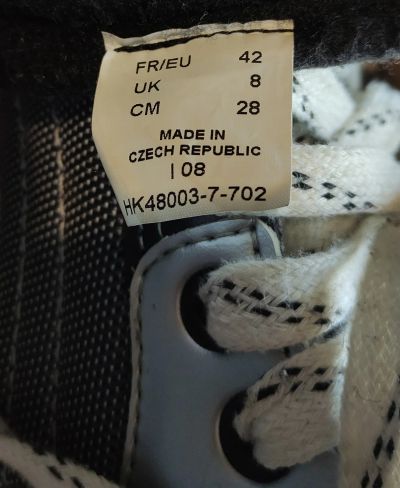 FR/EU 42
UK 8
CM 28
MADE IN
CZECH REPUBLIC
I 08
HK48003-7-702